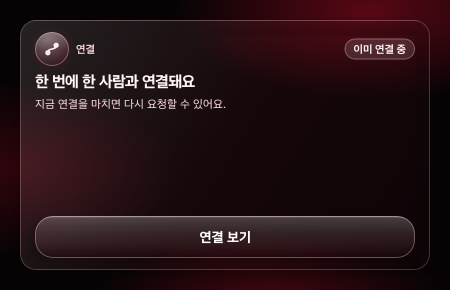 연결
이미 연결 중
한 번에 한 사람과 연결돼요
지금 연결을 마치면 다시 요청할 수 있어요.
연결 보기